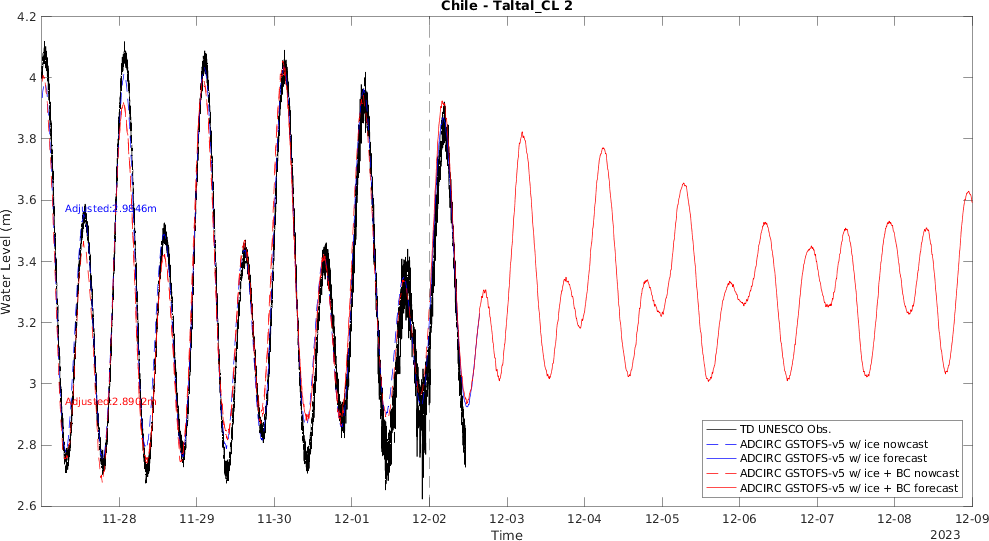 Chile - Taltal_CL 2
4.2
4
3.8
3.6
3.4
3.2
3
2.8
2.6
Water Level (m)
Adjusted:2.9846m
Adjusted:2.8902m
TD UNESCO Obs.
ADCIRC GSTOFS-v5 w/ ice nowcast
ADCIRC GSTOFS-v5 w/ ice forecast
ADCIRC GSTOFS-v5 w/ ice + BC nowcast
ADCIRC GSTOFS-v5 w/ ice + BC forecast
11-28 11-29 11-30 12-01 12-02 12-03 12-04 12-05 12-06 12-07 12-08 12-09
Time
2023